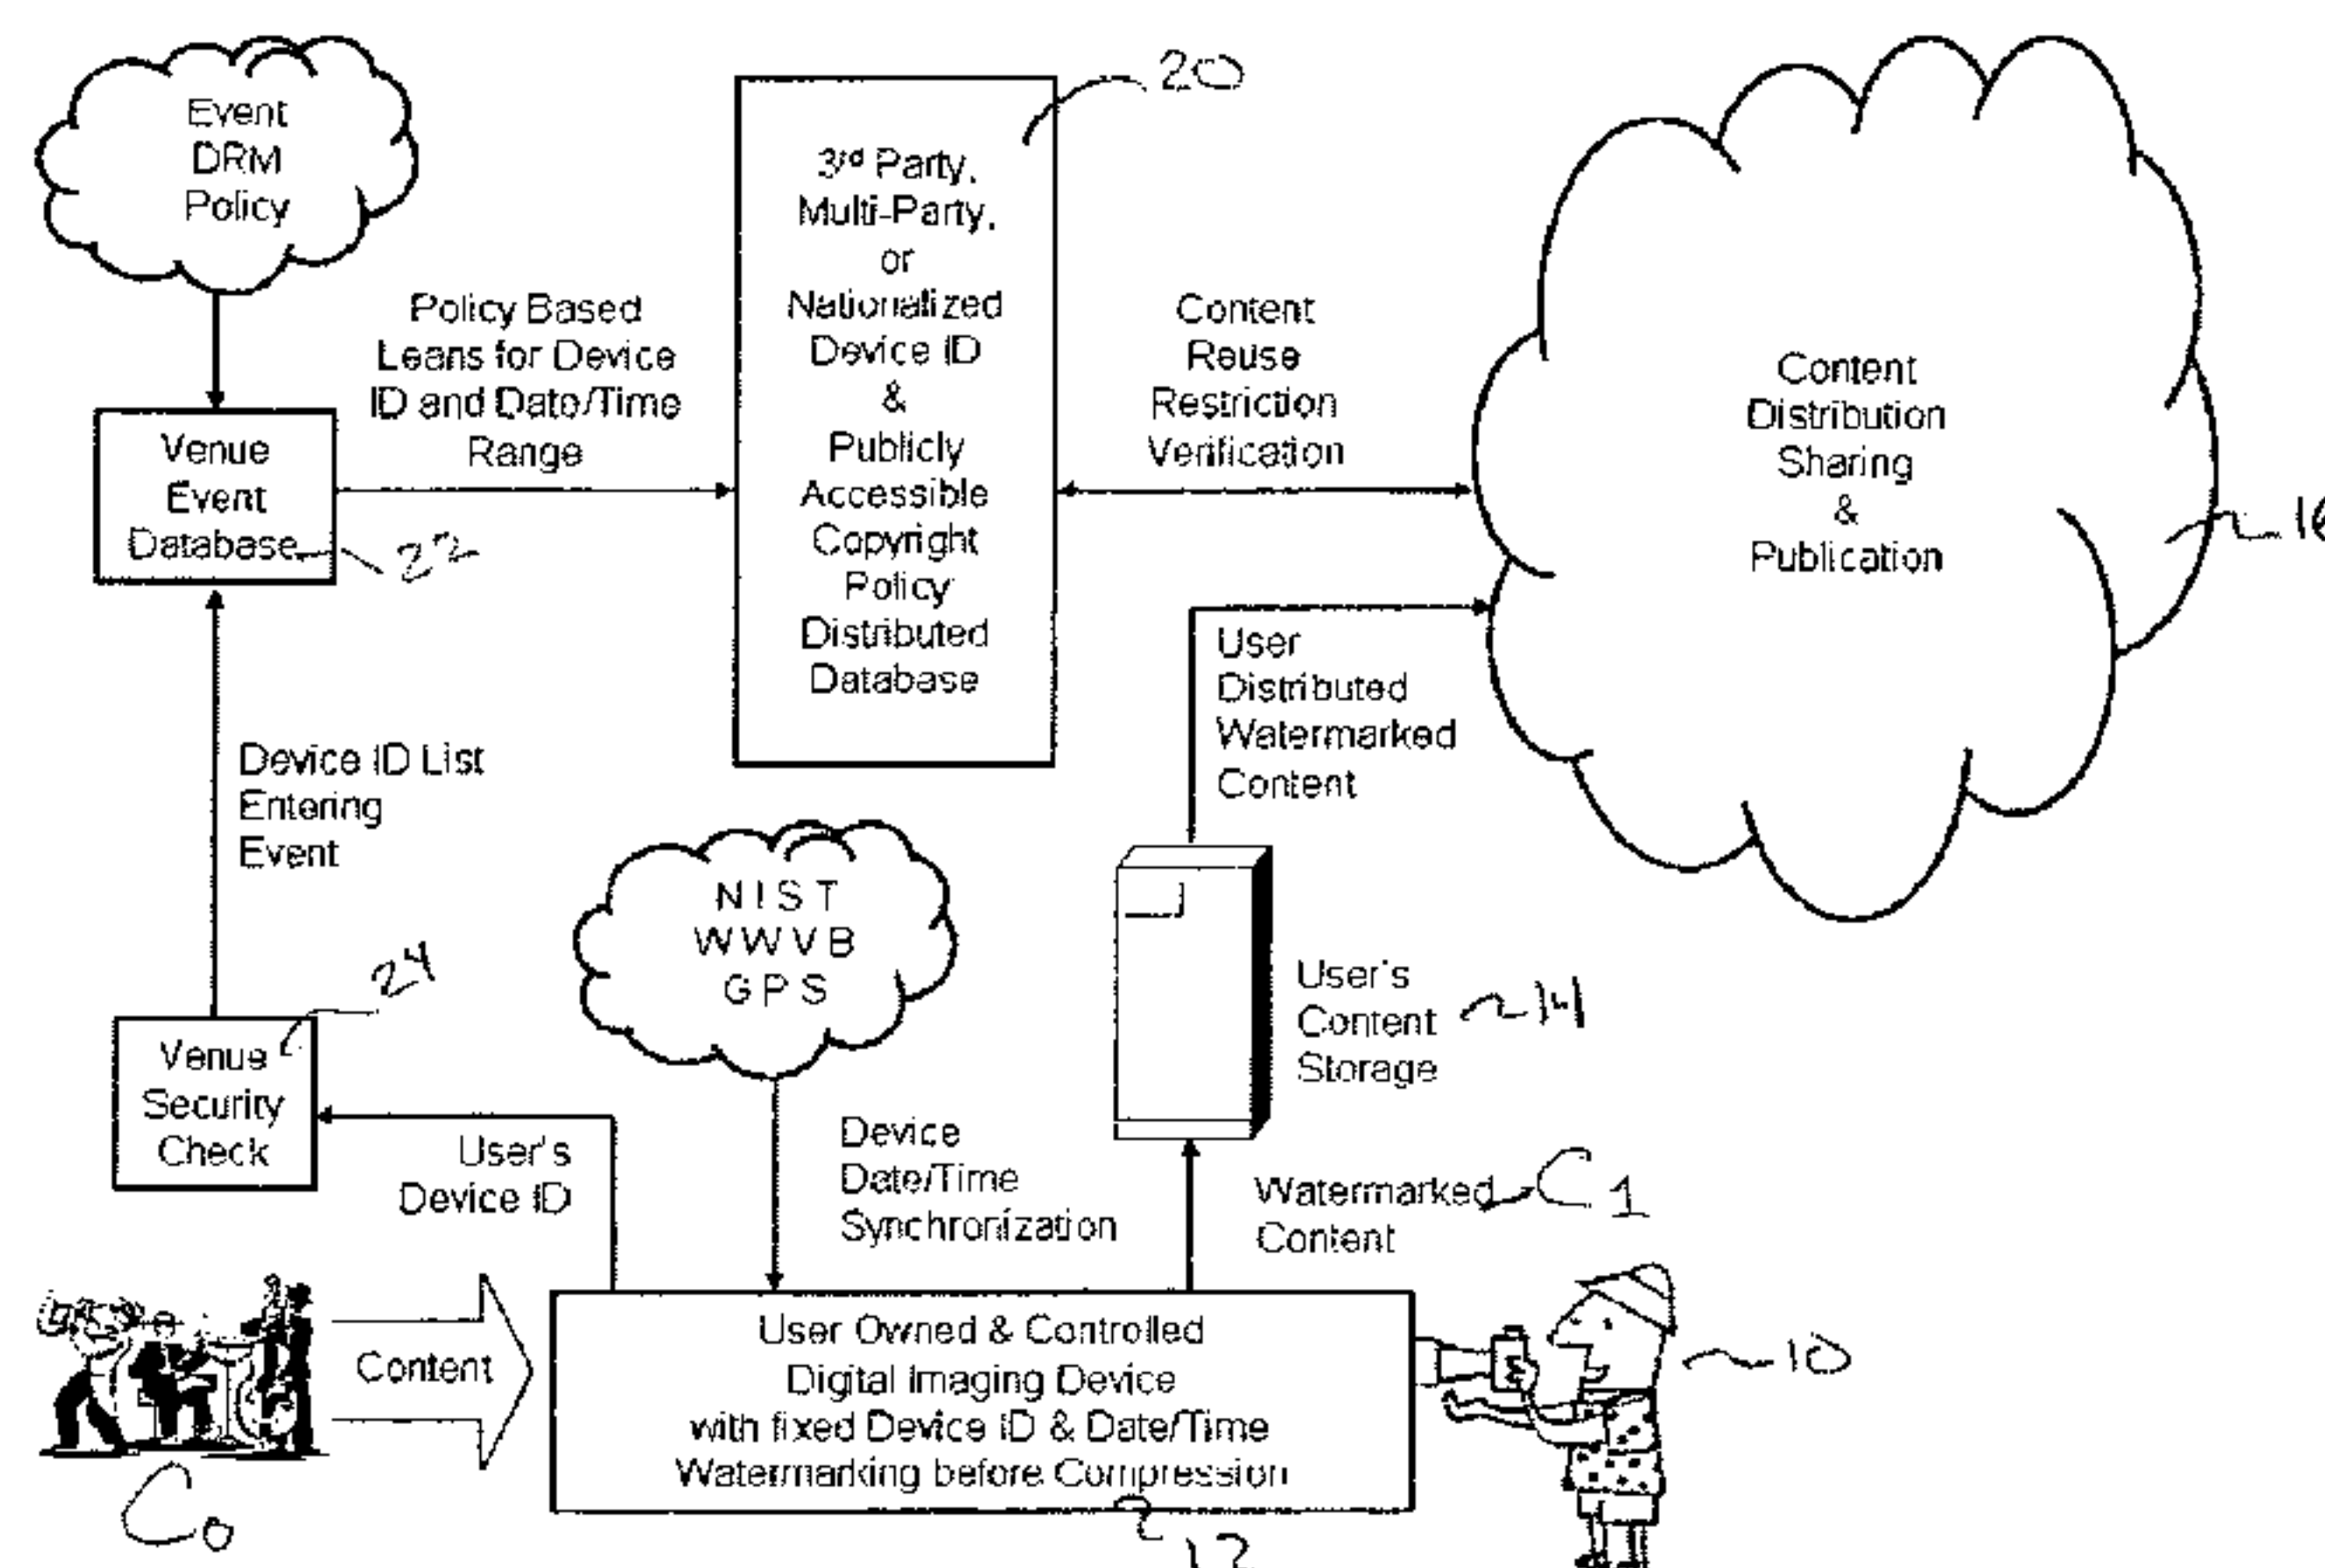 Event
DRM
Policy
20
3rd Party,
Multi-Party,
or
Nationalized
Device ID
&
Publicly
Accessible
Copyright
Policy
Distributed
Database
Policy Based
Leans for Device
ID and Date/Time
Range
Content
Reuse
Restriction
Verification
Content
Distribution
Sharing
&
Publication
16
Venue
Event
Database
22
User
Distributed
Watermarked
Content
Device ID List
Entering
Event
NIST
WWVB
GPS
24
Venue
Security
Check
User's
Content
Storage
14
User's
Device ID
Device
Date/Time
Synchronization
Watermarked
Content
C1
Content
User Owned & Controlled
Digital Imaging Device
with fixed Device ID & Date/Time
Watermarking before Compression
10
C0
12